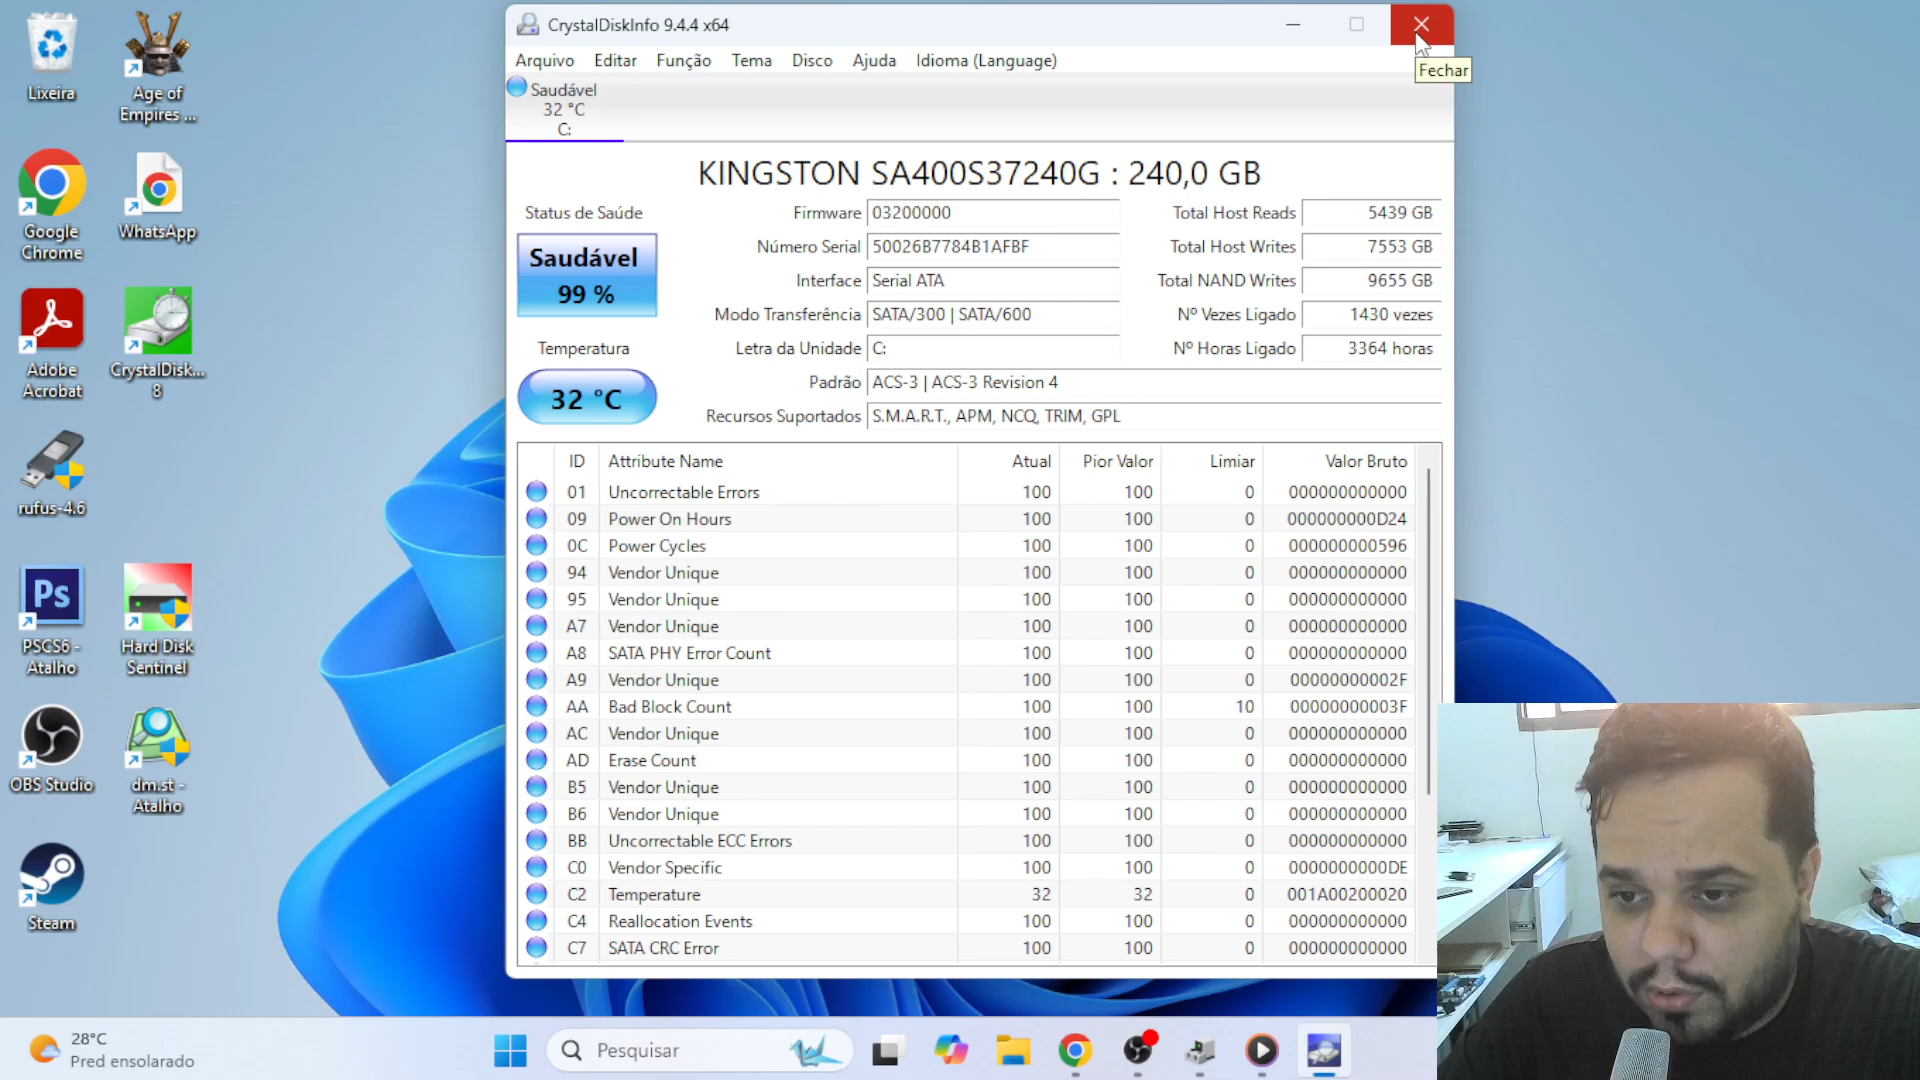 Lixeira
Age of
Empires ...
Google
Chrome
WhatsApp
Adobe
Acrobat
CrystalDisk...
8
rufus-4.6
Ps
PSCS6 -
Atalho
Hard Disk
Sentinel
OBS Studio
dm.st -
Atalho
Steam
CrystalDiskInfo 9.4.4 x64
Fechar
Arquivo Editar Função Tema Disco Ajuda Idioma (Language)
Saudável
32 °C
C:
KINGSTON SA400S37240G : 240,0 GB
Status de Saúde
Saudável
99 %
Temperatura
32 °C
Firmware 03200000
Número Serial 50026B7784B1AFBF
Interface Serial ATA
Modo Transferência SATA/300 | SATA/600
Letra da Unidade C:
Padrão ACS-3 | ACS-3 Revision 4
Recursos Suportados S.M.A.R.T., APM, NCQ, TRIM, GPL
Total Host Reads 5439 GB
Total Host Writes 7553 GB
Total NAND Writes 9655 GB
Nº Vezes Ligado 1430 vezes
Nº Horas Ligado 3364 horas
ID Attribute Name Atual Pior Valor Limiar Valor Bruto
01 Uncorrectable Errors 100 100 0 000000000000
09 Power On Hours 100 100 0 000000000D24
0C Power Cycles 100 100 0 000000000596
94 Vendor Unique 100 100 0 000000000000
95 Vendor Unique 100 100 0 000000000000
A7 Vendor Unique 100 100 0 000000000000
A8 SATA PHY Error Count 100 100 0 000000000000
A9 Vendor Unique 100 100 0 00000000002F
AA Bad Block Count 100 100 10 00000000003F
AC Vendor Unique 100 100 0 000000000000
AD Erase Count 100 100 0 000000000000
B5 Vendor Unique 100 100 0 000000000000
B6 Vendor Unique 100 100 0 000000000000
BB Uncorrectable ECC Errors 100 100 0 000000000000
C0 Vendor Specific 100 100 0 0000000000DE
C2 Temperature 32 32 0 001A00200020
C4 Reallocation Events 100 100 0 000000000000
C7 SATA CRC Error 100 100 0 000000000000
28°C
Pred ensolarado
Pesquisar